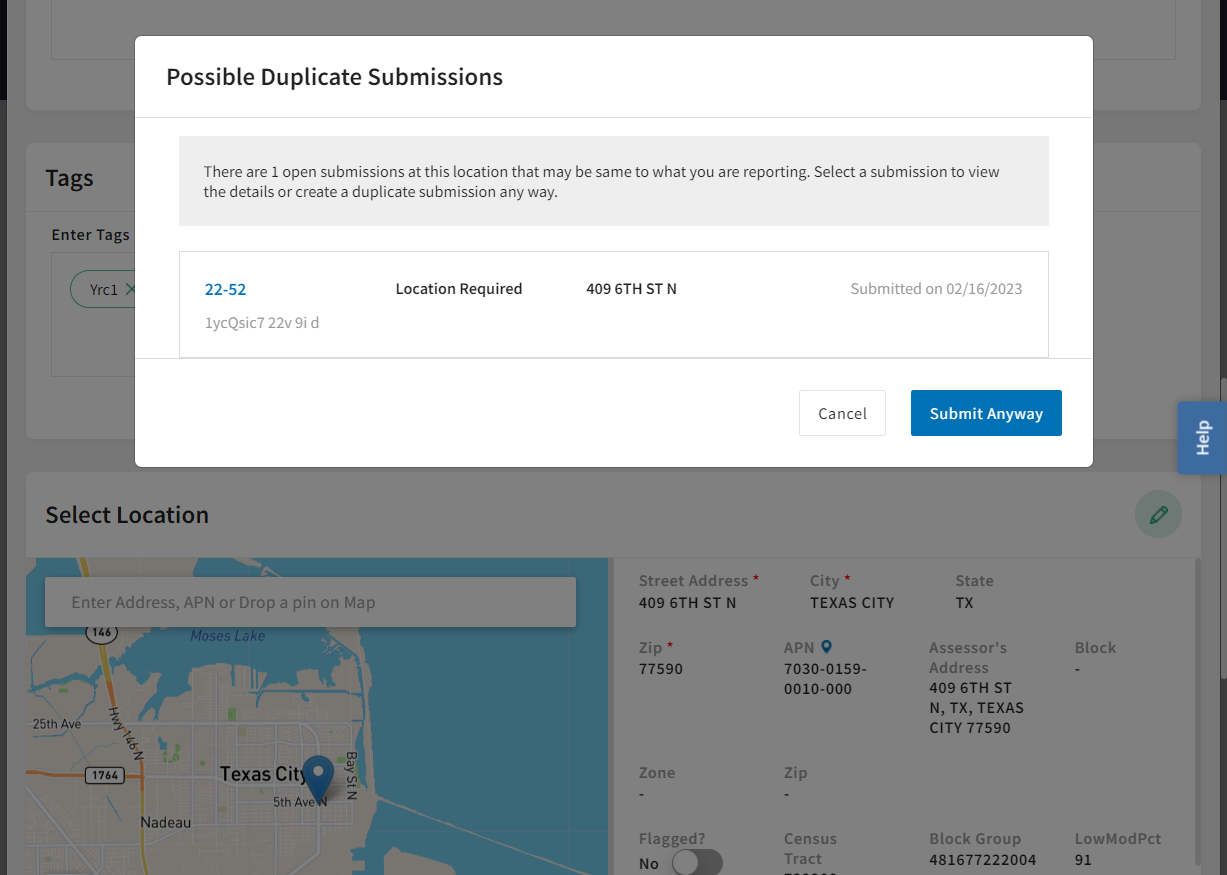 Possible Duplicate Submissions
There are 1 open submissions at this location that may be same to what you are reporting. Select a submission to view
the details or create a duplicate submission any way.
22-52
Location Required
409 6TH ST N
Submitted on 02/16/2023
1ycQsic7 22v 9i d
Cancel
Submit Anyway
Help
Tags
Enter Tags
Yrc1
Select Location
Enter Address, APN or Drop a pin on Map
146
Moses Lake
25th Ave
Hwy 146 N
1764
Texas City
Bay St N
5th Ave N
Nadeau
Street Address *
409 6TH ST N
City *
TEXAS CITY
State
TX
Zip *
77590
APN
7030-0159-
0010-000
Assessor's
Address
409 6TH ST
N, TX, TEXAS
CITY 77590
Block
-
Zone
-
Zip
-
Flagged?
No
Census
Tract
Block Group
481677222004
LowModPct
91